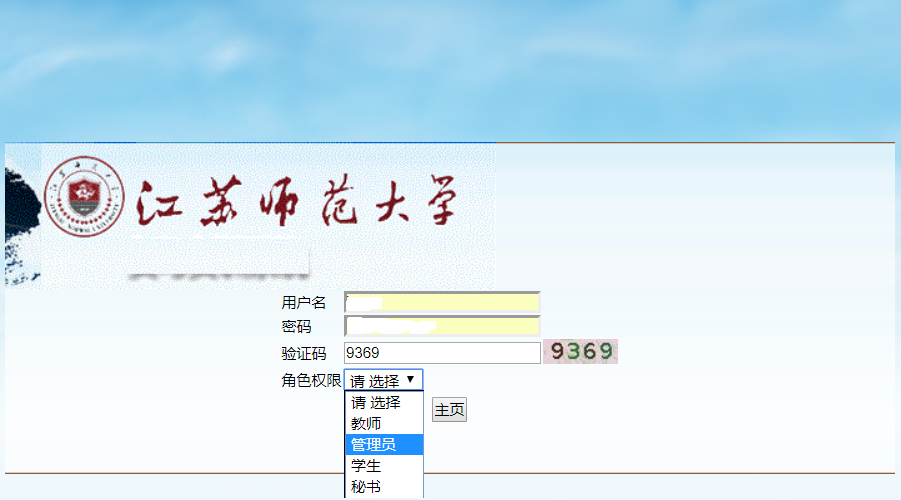 江苏师范大学
用户名
密码
验证码 9369 9369
角色权限 请 选择
请 选择
主页
教师
管理员
学生
秘书